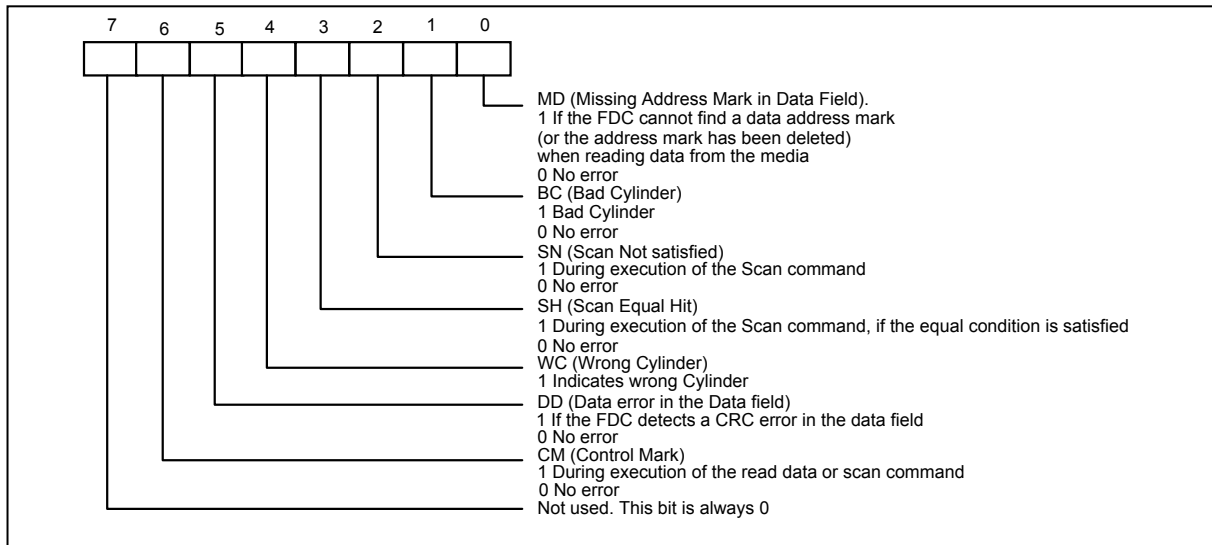 7 6 5 4 3 2 1 0
MD (Missing Address Mark in Data Field).
1 If the FDC cannot find a data address mark
(or the address mark has been deleted)
when reading data from the media
0 No error
BC (Bad Cylinder)
1 Bad Cylinder
0 No error
SN (Scan Not satisfied)
1 During execution of the Scan command
0 No error
SH (Scan Equal Hit)
1 During execution of the Scan command, if the equal condition is satisfied
0 No error
WC (Wrong Cylinder)
1 Indicates wrong Cylinder
DD (Data error in the Data field)
1 If the FDC detects a CRC error in the data field
0 No error
CM (Control Mark)
1 During execution of the read data or scan command
0 No error
Not used. This bit is always 0